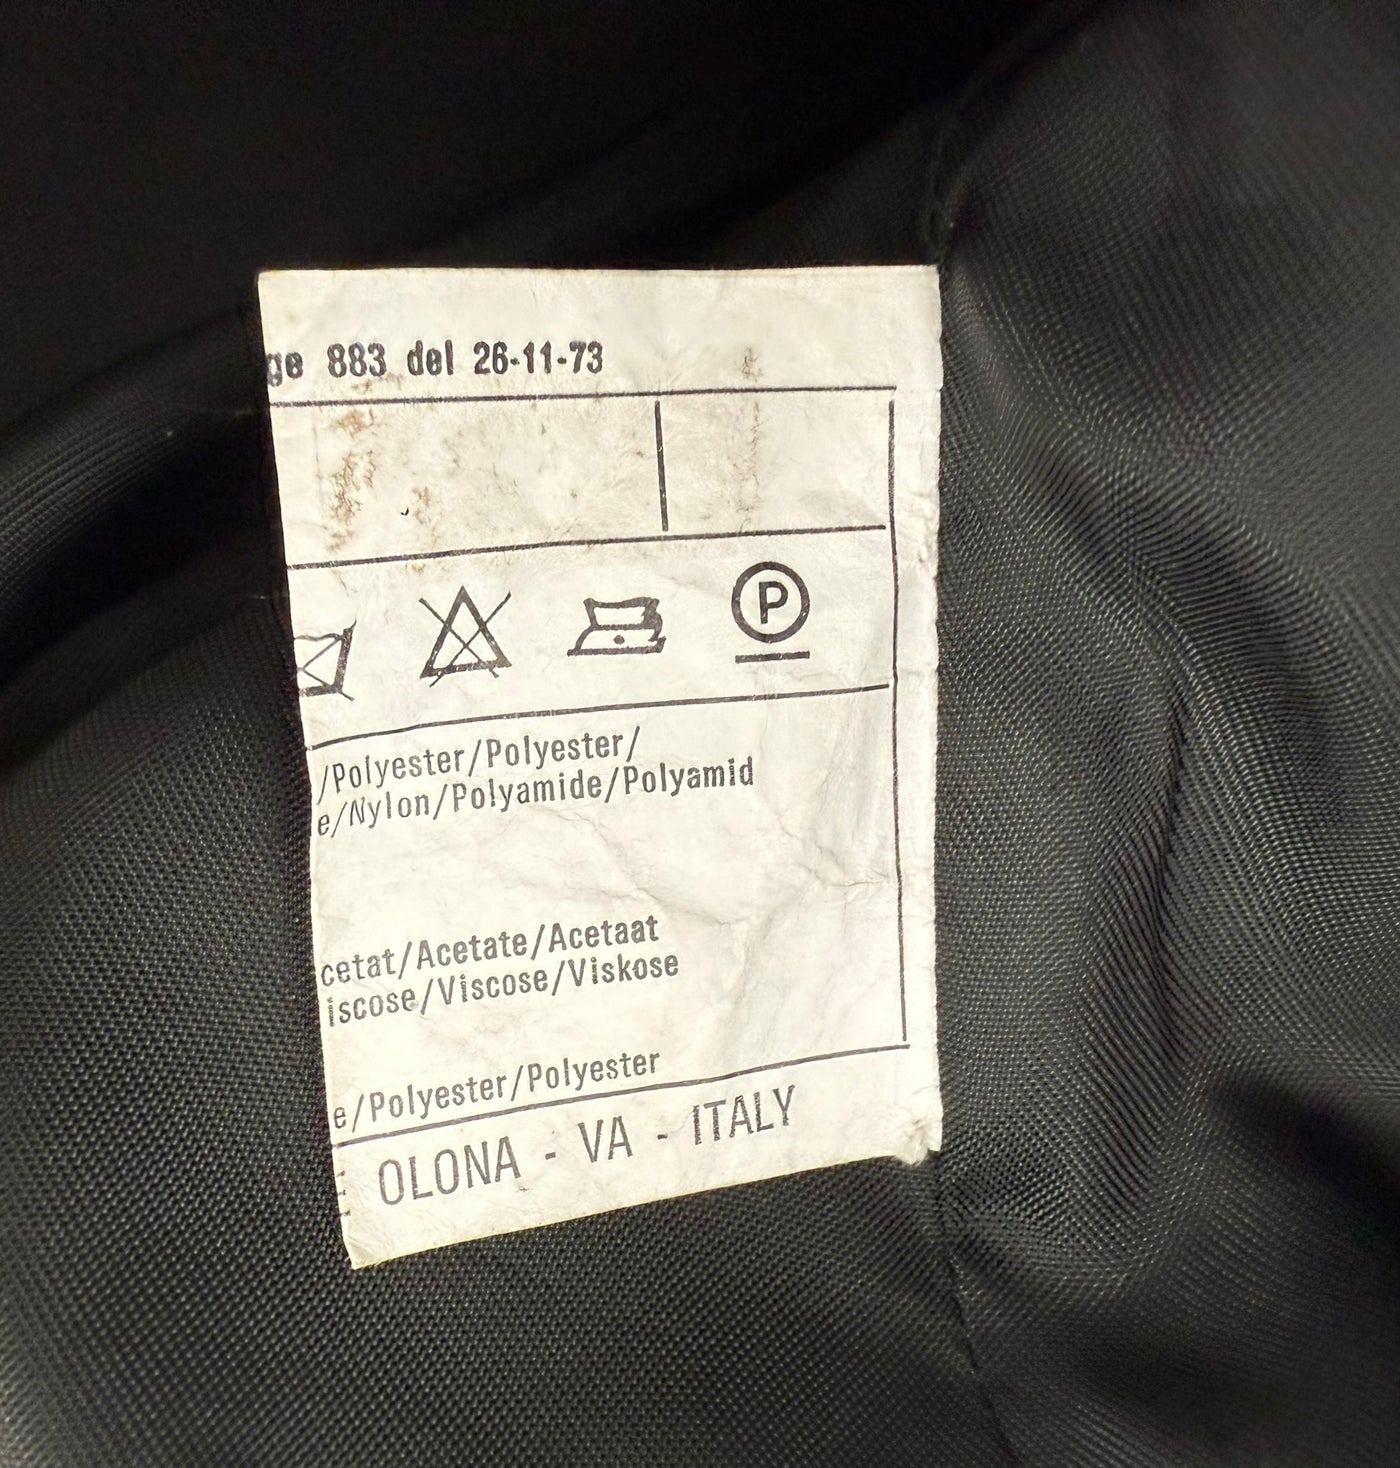 ge 883 del 26-11-73
P
/Polyester/Polyester/
e/Nylon/Polyamide/Polyamid
cetat/Acetate/Acetaat
iscose/Viscose/Viskose
e/Polyester/Polyester
OLONA - VA - ITALY